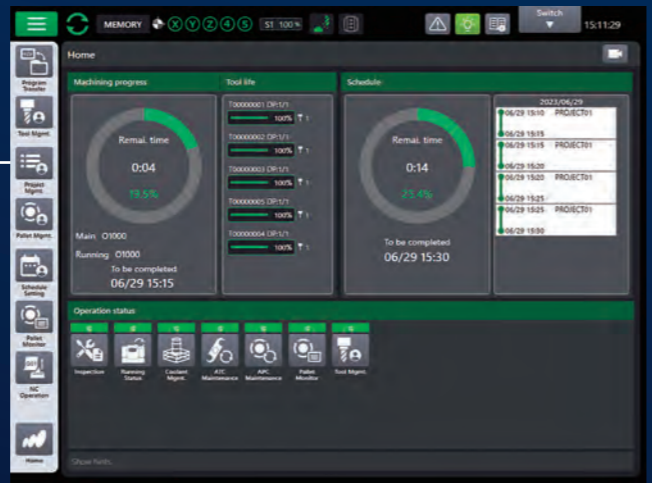 MEMORY X Y Z 4 5 S1 100% Switch 15:11:29
Home
Program
Transfer
Tool Mgmt.
Project
Mgmt.
Pallet Mgmt.
Schedule
Setting
Pallet
Monitor
NC
Operation
Home
Machining progress
Remai. time
0:04
19.5%
Main O1000
Running O1000
To be completed
06/29 15:15
Tool life
T00000001 DP:1/1
100% 1
T00000002 DP:1/1
100% 1
T00000003 DP:1/1
100% 1
T00000005 DP:1/1
100% 1
T00000004 DP:1/1
100% 1
Schedule
Remai. time
0:14
23.4%
To be completed
06/29 15:30
2023/06/29
06/29 15:10 PROJECT01
06/29 15:15
06/29 15:15 PROJECT01
06/29 15:20
06/29 15:20 PROJECT01
06/29 15:25
06/29 15:25 PROJECT01
06/29 15:30
Operation status
Inspection
Running
Status
Coolant
Mgmt.
ATC
Maintenance
APC
Maintenance
Pallet
Monitor
Tool Mgmt.
Show hints.